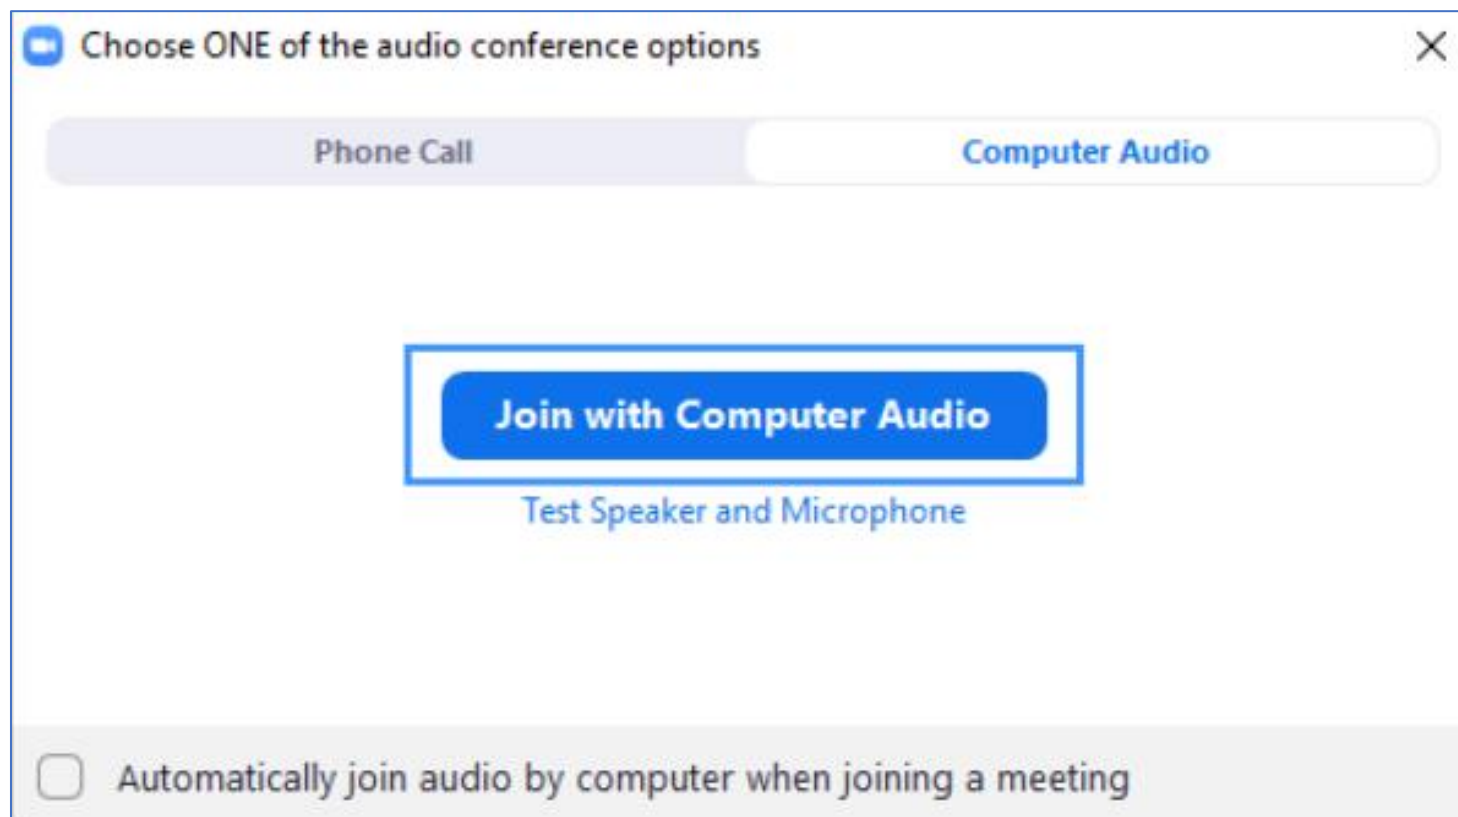 Choose ONE of the audio conference options
Phone Call
Computer Audio
Join with Computer Audio
Test Speaker and Microphone
Automatically join audio by computer when joining a meeting